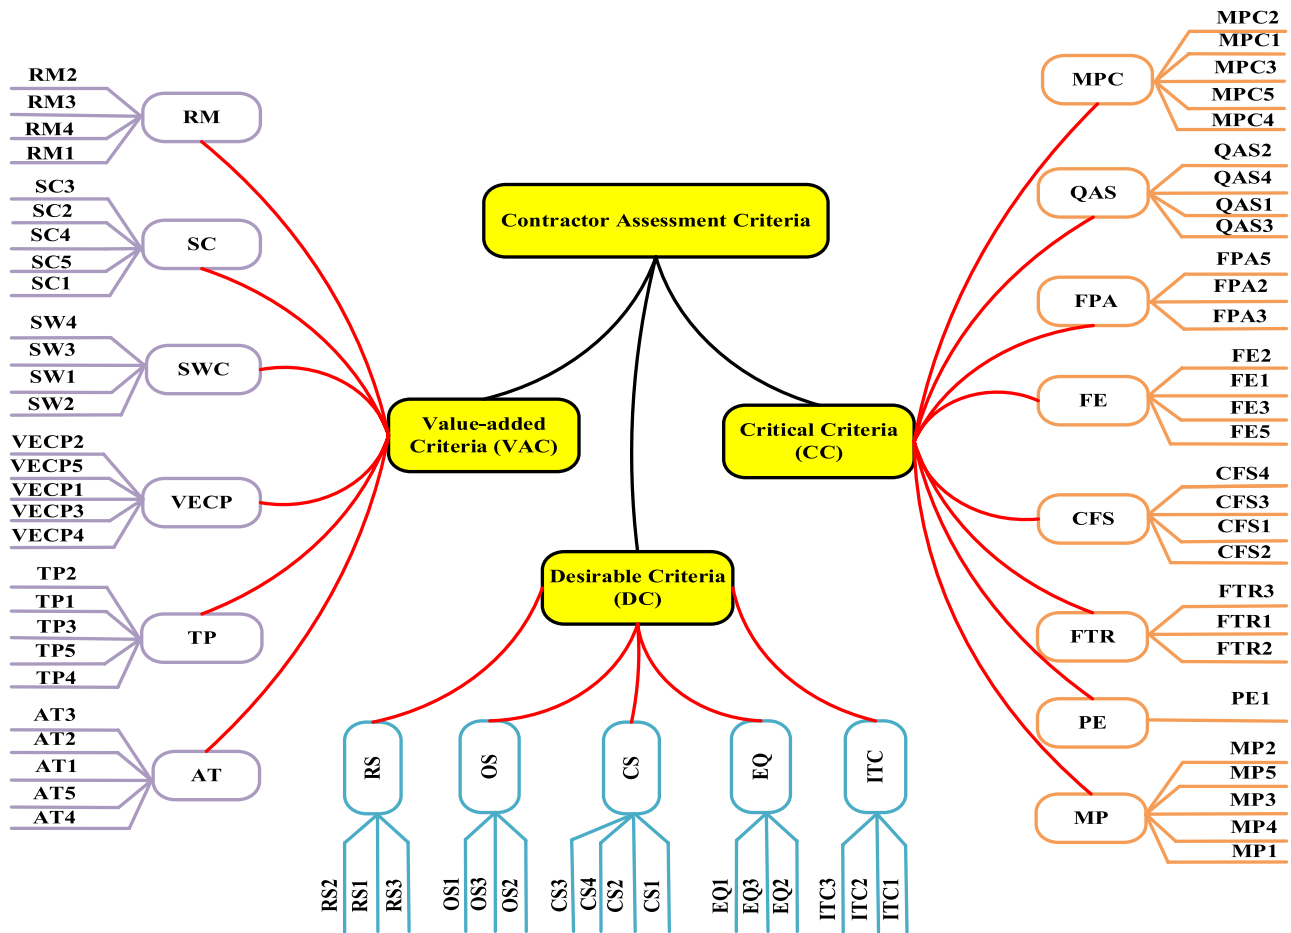 Contractor Assessment Criteria
Value-added
Criteria (VAC)
RM
RM2
RM3
RM4
RM1
SC
SC3
SC2
SC4
SC5
SC1
SWC
SW4
SW3
SW1
SW2
VECP
VECP2
VECP5
VECP1
VECP3
VECP4
TP
TP2
TP1
TP3
TP5
TP4
AT
AT3
AT2
AT1
AT5
AT4
Desirable Criteria
(DC)
RS
RS2
RS1
RS3
OS
OS1
OS3
OS2
CS
CS3
CS4
CS2
CS1
EQ
EQ1
EQ3
EQ2
ITC
ITC3
ITC2
ITC1
Critical Criteria
(CC)
MPC
MPC2
MPC1
MPC3
MPC5
MPC4
QAS
QAS2
QAS4
QAS1
QAS3
FPA
FPA5
FPA2
FPA3
FE
FE2
FE1
FE3
FE5
CFS
CFS4
CFS3
CFS1
CFS2
FTR
FTR3
FTR1
FTR2
PE
PE1
MP
MP2
MP5
MP3
MP4
MP1